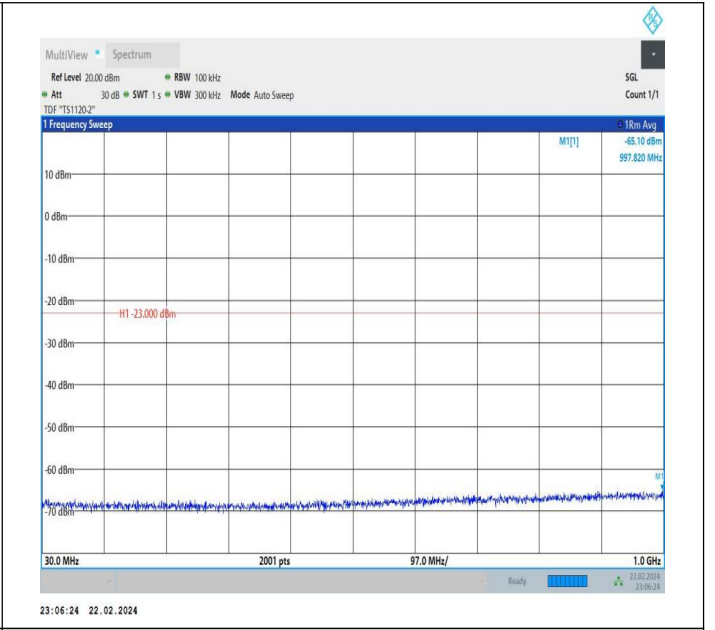 MultiView Spectrum
Ref Level 20.00 dBm RBW 100 kHz SGL
Att 30 dB SWT 1 s VBW 300 kHz Mode Auto Sweep Count 1/1
TDF "TS1120-2"
1 Frequency Sweep 1Rm Avg
M1[1] -65.10 dBm
997.820 MHz
10 dBm
0 dBm
-10 dBm
-20 dBm
H1 -23.000 dBm
-30 dBm
-40 dBm
-50 dBm
-60 dBm
M1
-70 dBm
30.0 MHz 2001 pts 97.0 MHz/ 1.0 GHz
Ready 22.02.2024
23:06:24
23:06:24 22.02.2024